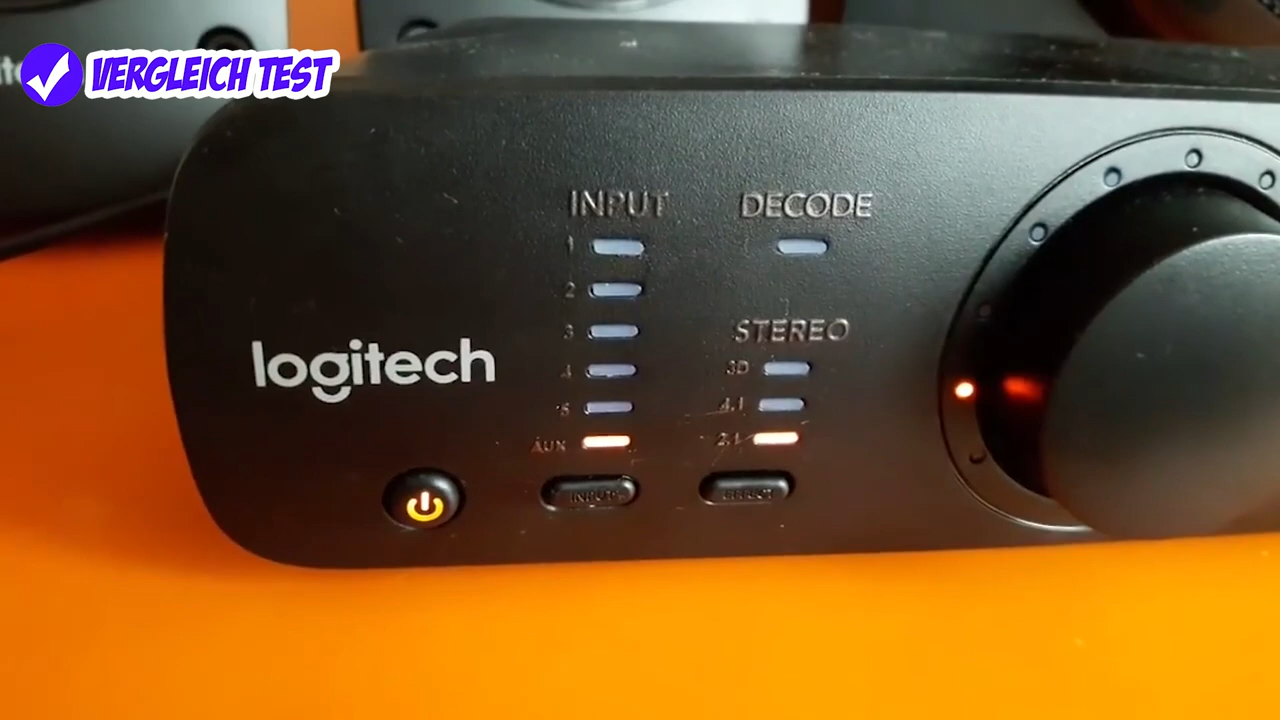 VERGLEICH TEST
INPUT
1
2
3
4
5
AUX
INPUT
DECODE
STEREO
3D
4.1
2.1
EFFECT
logitech